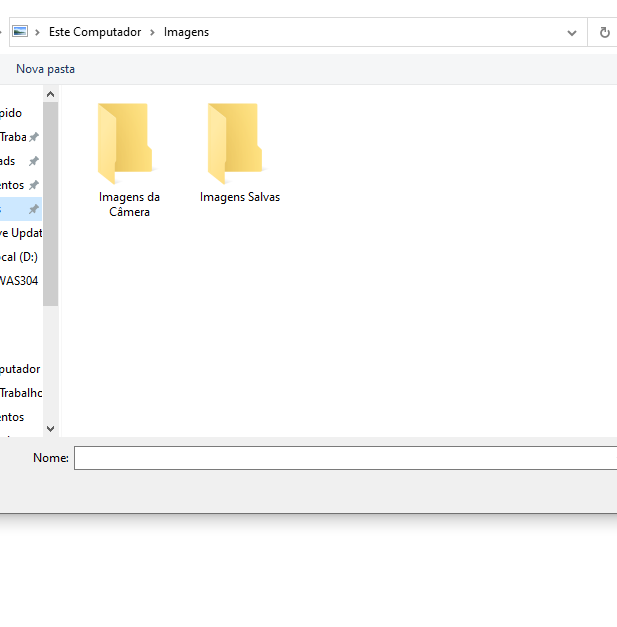 Este Computador
Imagens
Nova pasta
pido
Traba
ads
entos
s
ve Updat
cal (D:)
WAS304
putador
Trabalho
entos
Imagens da
Câmera
Imagens Salvas
Nome: